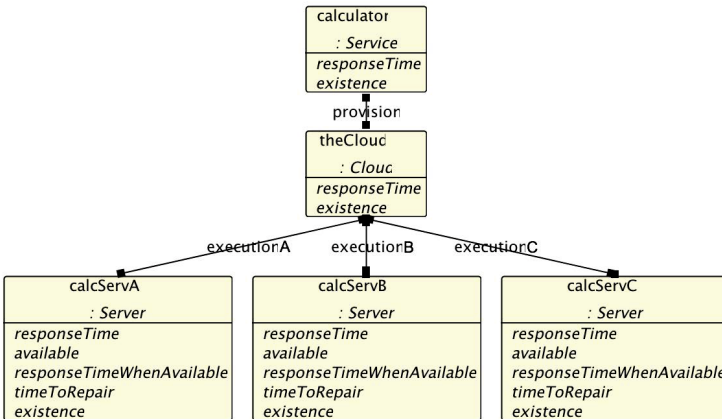 calculator
: Service
responseTime
existence
provision
theCloud
: Cloud
responseTime
existence
executionA executionB executionC
calcServA calcServB calcServC
: Server : Server : Server
responseTime responseTime responseTime
available available available
responseTimeWhenAvailable responseTimeWhenAvailable responseTimeWhenAvailable
timeToRepair timeToRepair timeToRepair
existence existence existence